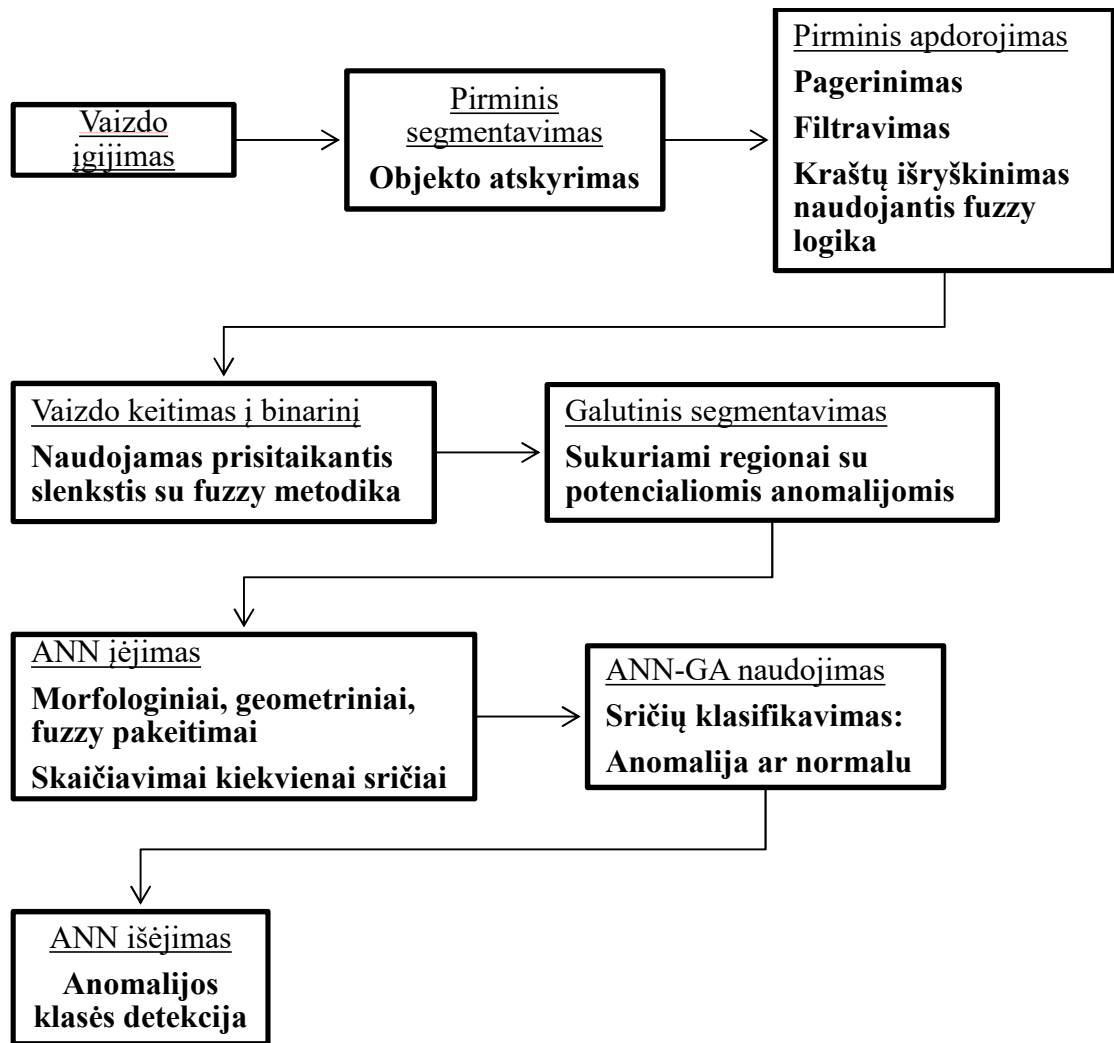 Vaizdo
įgijimas
Pirminis
segmentavimas
Objekto atskyrimas
Pirminis apdorojimas
Pagerinimas
Filtravimas
Kraštų išryškinimas
naudojantis fuzzy
logika
Vaizdo keitimas į binarinį
Naudojamas prisitaikantis
slenkstis su fuzzy metodika
Galutinis segmentavimas
Sukuriami regionai su
potencialiomis anomalijomis
ANN įėjimas
Morfologiniai, geometriniai,
fuzzy pakeitimai
Skaičiavimai kiekvienai sričiai
ANN-GA naudojimas
Sričių klasifikavimas:
Anomalija ar normalu
ANN išėjimas
Anomalijos
klasės detekcija